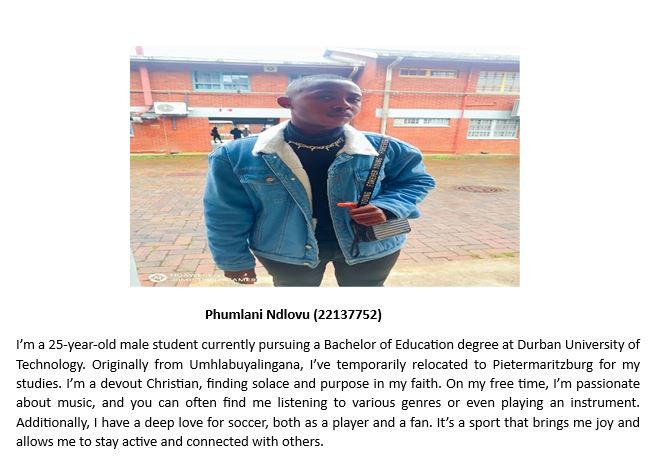 FOREVER YOUNG
Phumlani Ndlovu (22137752)
I’m a 25-year-old male student currently pursuing a Bachelor of Education degree at Durban University of
Technology. Originally from Umhlabuyalingana, I’ve temporarily relocated to Pietermaritzburg for my
studies. I’m a devout Christian, finding solace and purpose in my faith. On my free time, I’m passionate
about music, and you can often find me listening to various genres or even playing an instrument.
Additionally, I have a deep love for soccer, both as a player and a fan. It’s a sport that brings me joy and
allows me to stay active and connected with others.